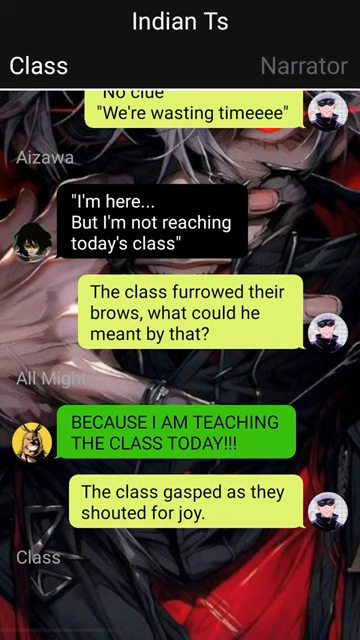 Indian Ts
Class
Narrator
"No clue
"We're wasting timeeee"
Aizawa
"I'm here...
But I'm not reaching
today's class"
The class furrowed their
brows, what could he
meant by that?
All Might
BECAUSE I AM TEACHING
THE CLASS TODAY!!!
The class gasped as they
shouted for joy.
Class